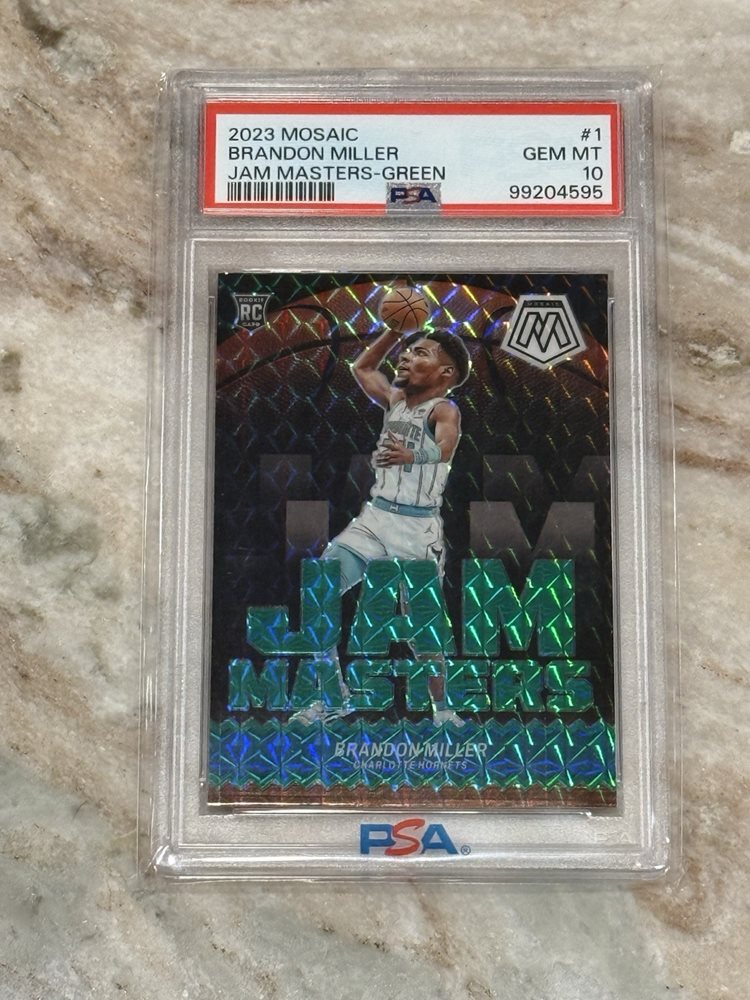 2023 MOSAIC #1
BRANDON MILLER GEM MT
JAM MASTERS-GREEN 10
PSA 99204595
ROOKIE
RC
CARD
MOSAIC
M
JAM
JAM
MASTERS
BRANDON MILLER
CHARLOTTE HORNETS
PSA®